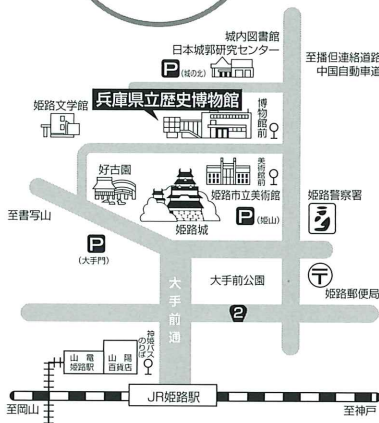 城内図書館
日本城郭研究センター
P(城の北)
至播但連絡道路
中国自動車道
姫路文学館
兵庫県立歴史博物館
博物館前
好古園
美術館前
姫路市立美術館
姫路警察署
至書写山
姫路城
P(姫山)
P
(大手門)
大手前通
大手前公園
〒
姫路郵便局
2
神姫バス
のりば
山電
姫路駅
山陽
百貨店
JR姫路駅
至岡山
至神戸